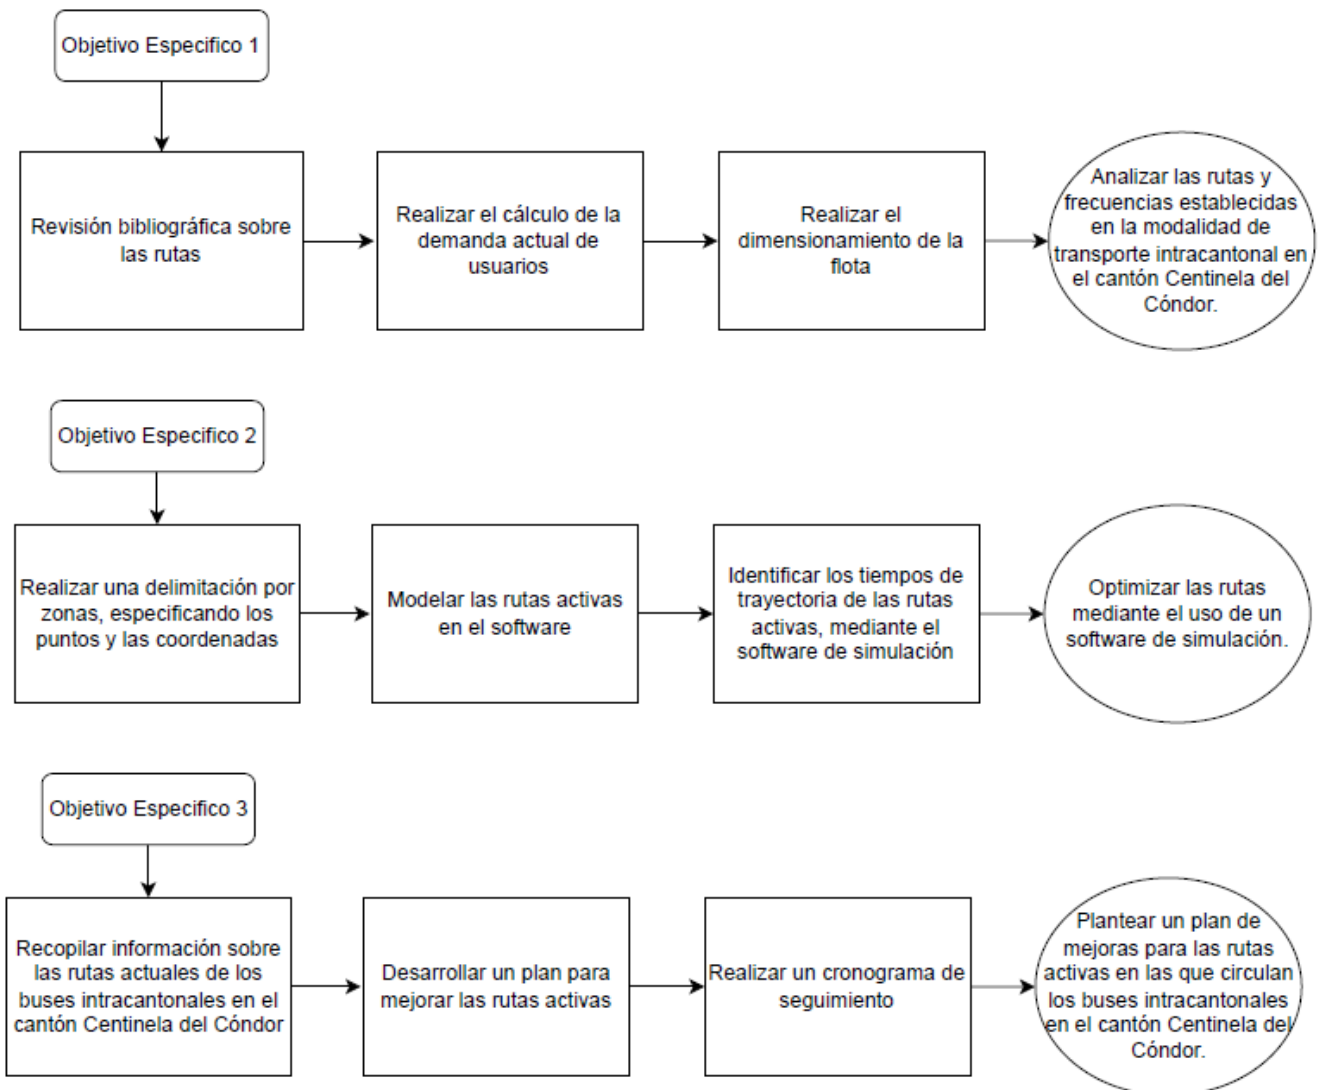 Objetivo Especifico 1
Revisión bibliográfica sobre
las rutas
Realizar el cálculo de la
demanda actual de
usuarios
Realizar el
dimensionamiento de la
flota
Analizar las rutas y
frecuencias establecidas
en la modalidad de
transporte intracantonal en
el cantón Centinela del
Cóndor.
Objetivo Especifico 2
Realizar una delimitación por
zonas, especificando los
puntos y las coordenadas
Modelar las rutas activas
en el software
Identificar los tiempos de
trayectoria de las rutas
activas, mediante el
software de simulación
Optimizar las rutas
mediante el uso de un
software de simulación.
Objetivo Especifico 3
Recopilar información sobre
las rutas actuales de los
buses intracantonales en el
cantón Centinela del Cóndor
Desarrollar un plan para
mejorar las rutas activas
Realizar un cronograma de
seguimiento
Plantear un plan de
mejoras para las rutas
activas en las que circulan
los buses intracantonales
en el cantón Centinela del
Cóndor.